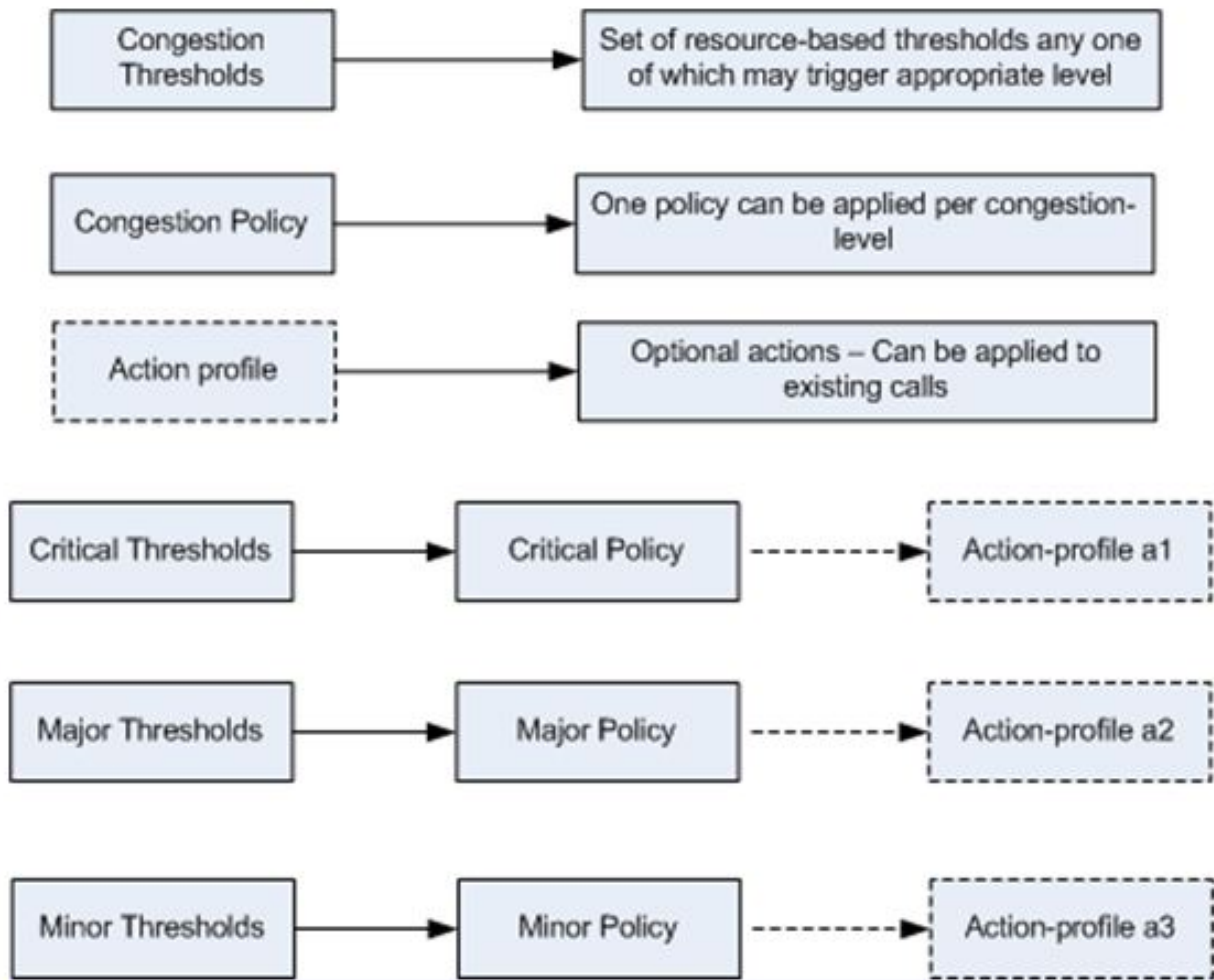 Congestion
Thresholds
Set of resource-based thresholds any one
of which may trigger appropriate level
Congestion Policy
One policy can be applied per congestion-
level
Action profile
Optional actions – Can be applied to
existing calls
Critical Thresholds
Critical Policy
Action-profile a1
Major Thresholds
Major Policy
Action-profile a2
Minor Thresholds
Minor Policy
Action-profile a3